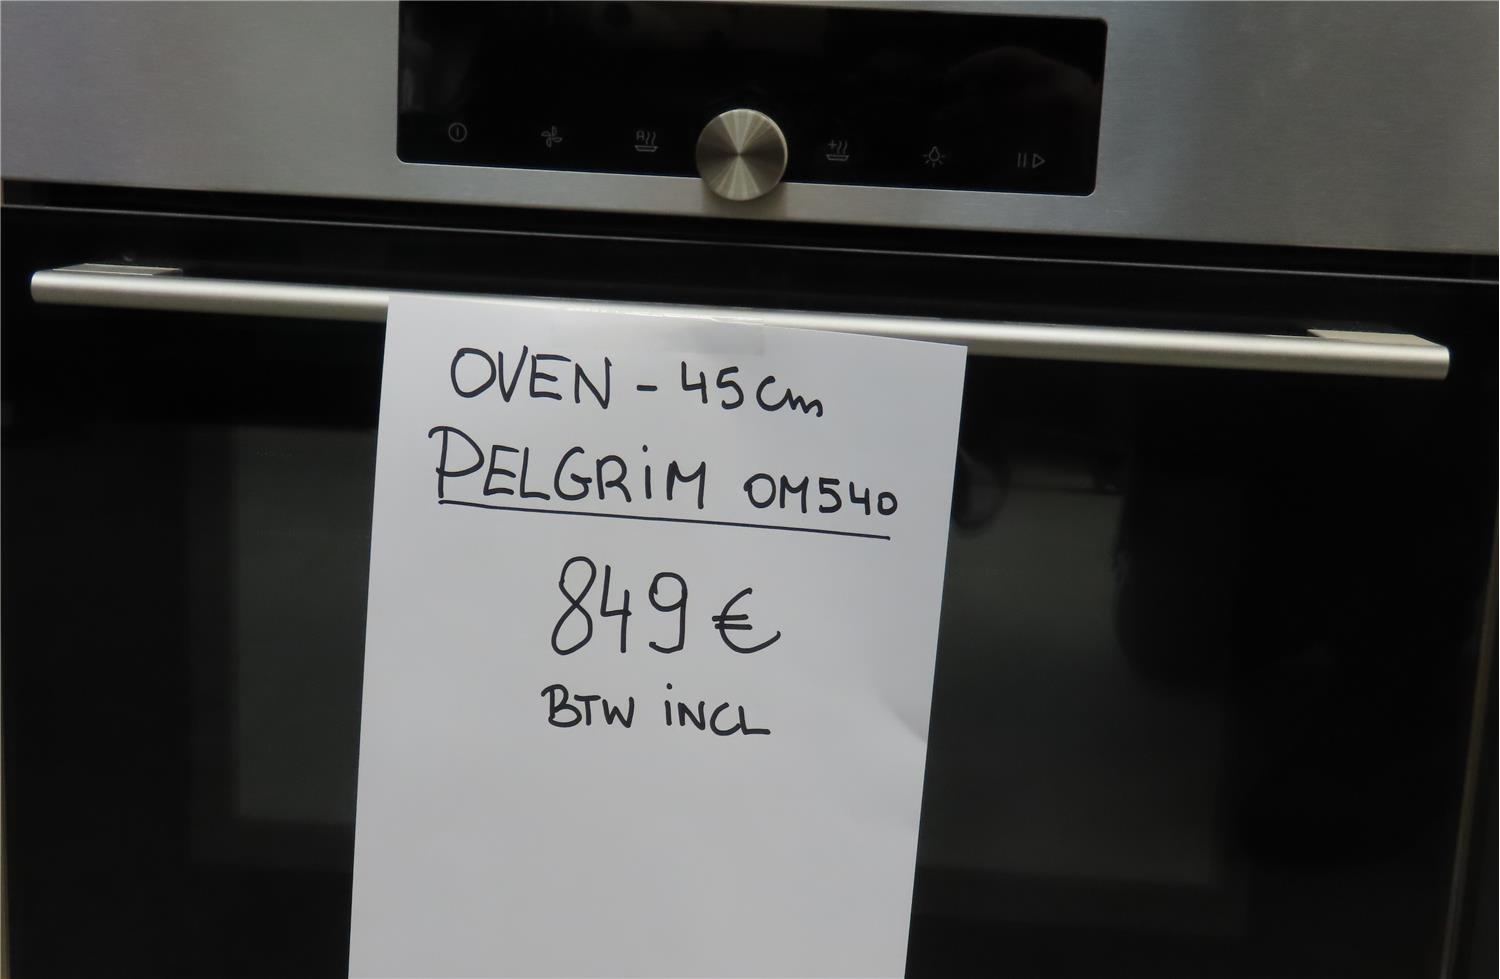 OVEN - 45cm
PELGRIM OM540
849 €
BTW INCL